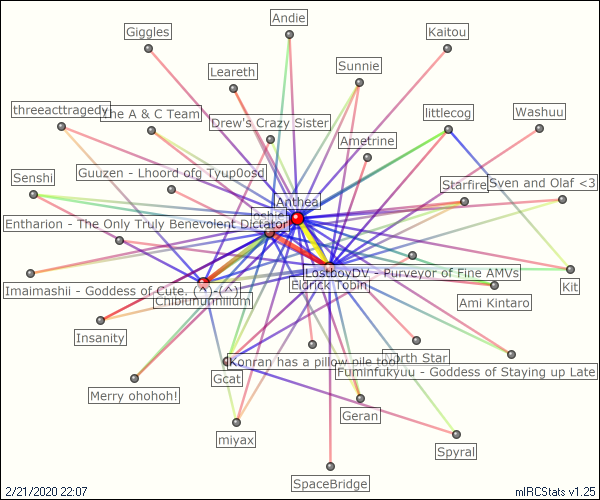 Andie
Giggles
Kaitou
Sunnie
Leareth
threeacttragedy
The A & C Team
littlecog
Washuu
Drew's Crazy Sister
Ametrine
Guuzen - Lhoord ofg Tyup0osd
Senshi
Starfire
Sven and Olaf <3
Anthea
Entharion - The Only Truly Benevolent Dictator
LostboyDV - Purveyor of Fine AMVs
Eldrick Tobin
Imaimashii - Goddess of Cute. (^)-(^)
Kit
Ami Kintaro
Insanity
North Star
Konran has a pillow pile too!
Fuminfukyuu - Goddess of Staying up Late
Gcat
Merry ohohoh!
Geran
miyax
Spyral
SpaceBridge
2/21/2020 22:07
mIRCStats v1.25